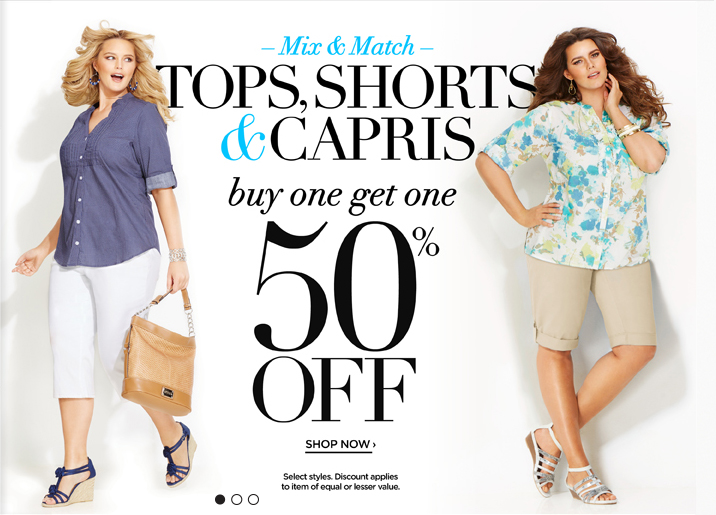 – Mix & Match –
TOPS, SHORTS
& CAPRIS
buy one get one
50%
OFF
SHOP NOW ›
Select styles. Discount applies
to item of equal or lesser value.